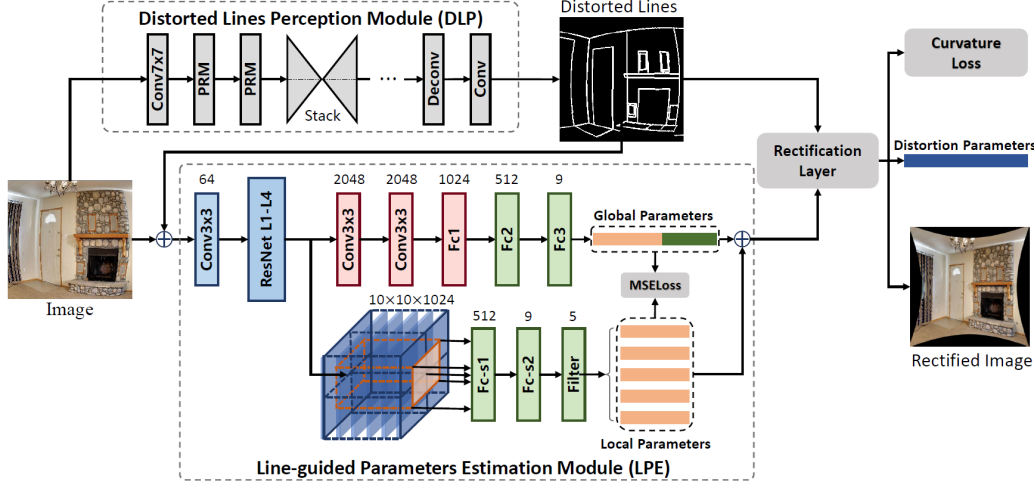 Distorted Lines Perception Module (DLP)
Conv7x7
PRM
PRM
Stack
...
Deconv
Conv
Distorted Lines
Curvature
Loss
Distortion Parameters
Rectification
Layer
Rectified Image
Image
64
Conv3x3
ResNet L1-L4
2048
Conv3x3
2048
Conv3x3
1024
Fc1
512
Fc2
9
Fc3
Global Parameters
MSELoss
10×10×1024
512
Fc-s1
9
Fc-s2
5
Filter
Local Parameters
Line-guided Parameters Estimation Module (LPE)